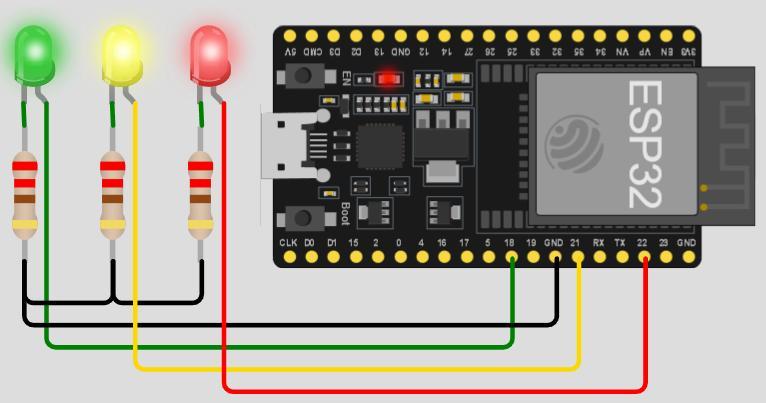 5V CMD D3 D2 13 GND 12 14 27 26 25 33 32 35 34 VN VP EN 3V3
EN
ESP32
Boot
CLK D0 D1 15 2 0 4 16 17 5 18 19 GND 21 RX TX 22 23 GND